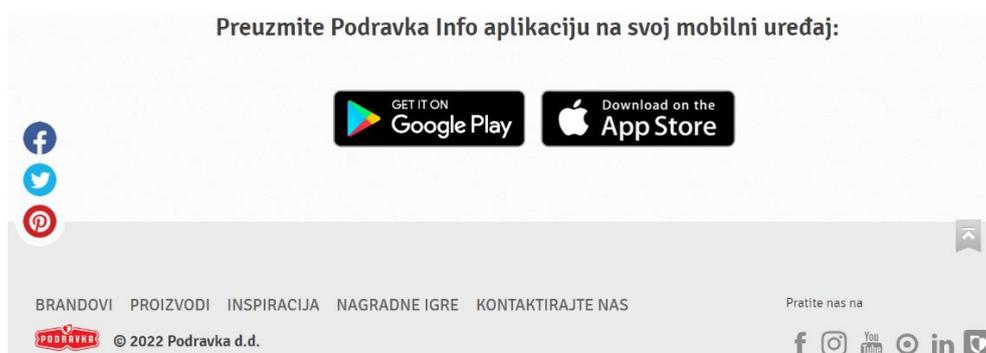 Preuzmite Podravka Info aplikaciju na svoj mobilni uređaj:
GET IT ON
Google Play
Download on the
App Store
BRANDOVI PROIZVODI INSPIRACIJA NAGRADNE IGRE KONTAKTIRAJTE NAS
Pratite nas na
PODRAVKA
© 2022 Podravka d.d.
You
Tube
in